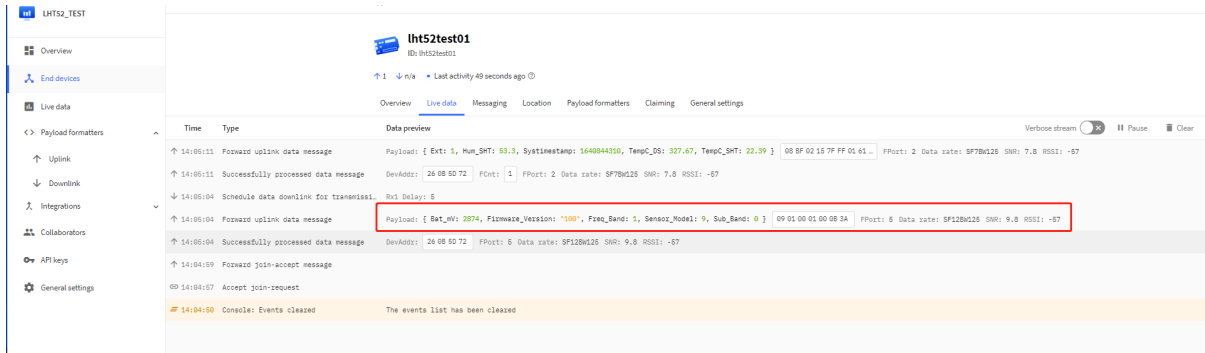 LHT52_TEST
Overview
End devices
Live data
Payload formatters
Uplink
Downlink
Integrations
Collaborators
API keys
General settings
lht52test01
ID: lht52test01
1 n/a • Last activity 49 seconds ago
Overview Live data Messaging Location Payload formatters Claiming General settings
Time Type Data preview Verbose stream Pause Clear
14:05:11 Forward uplink data message Payload: { Ext: 1, Hum_SHT: 53.3, Systimestamp: 1640844310, TempC_DS: 327.67, TempC_SHT: 22.39 } 08 BF 02 15 7F FF 01 61 … FPort: 2 Data rate: SF7BW125 SNR: 7.8 RSSI: -57
14:05:11 Successfully processed data message DevAddr: 26 0B 5D 72 FCnt: 1 FPort: 2 Data rate: SF7BW125 SNR: 7.8 RSSI: -57
14:05:04 Schedule data downlink for transmissi… Rx1 Delay: 5
14:05:04 Forward uplink data message Payload: { Bat_mV: 2874, Firmware_Version: "100", Freq_Band: 1, Sensor_Model: 9, Sub_Band: 0 } 09 01 00 01 00 0B 3A FPort: 5 Data rate: SF12BW125 SNR: 9.8 RSSI: -57
14:05:04 Successfully processed data message DevAddr: 26 0B 5D 72 FPort: 5 Data rate: SF12BW125 SNR: 9.8 RSSI: -57
14:04:59 Forward join-accept message
14:04:57 Accept join-request
14:04:50 Console: Events cleared The events list has been cleared